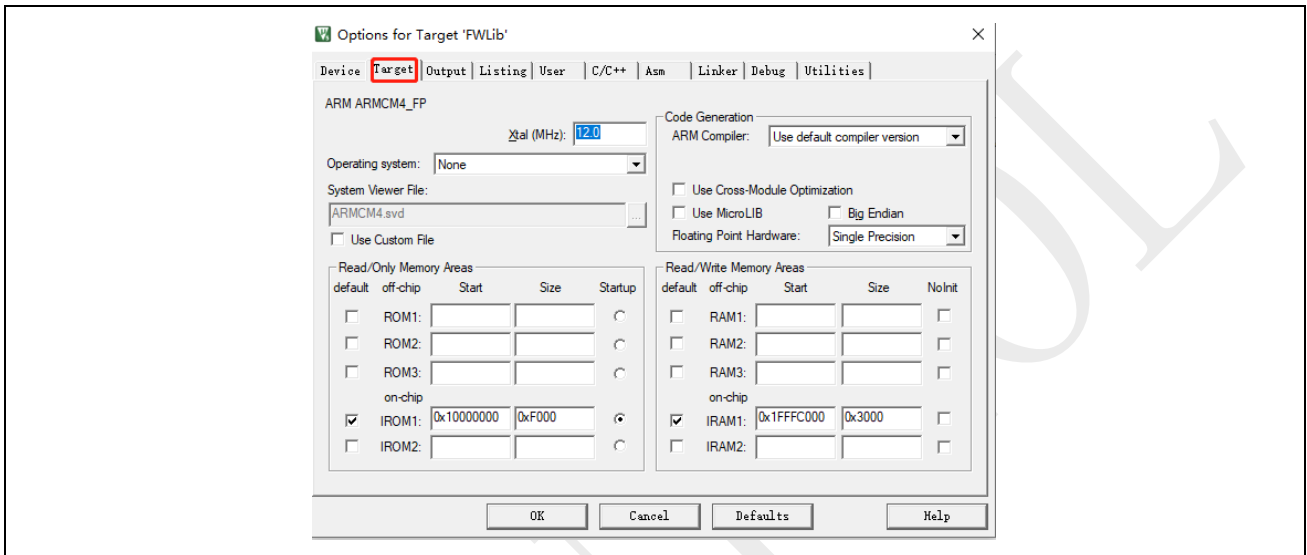 Options for Target 'FWLib'
Device Target Output Listing User C/C++ Asm Linker Debug Utilities
ARM ARMCM4_FP
Xtal (MHz): 12.0
Operating system: None
System Viewer File:
ARMCM4.svd ...
Use Custom File
Code Generation
ARM Compiler: Use default compiler version
Use Cross-Module Optimization
Use MicroLIB Big Endian
Floating Point Hardware: Single Precision
Read/Only Memory Areas
default off-chip Start Size Startup
ROM1:
ROM2:
ROM3:
on-chip
IROM1: 0x10000000 0xF000
IROM2:
Read/Write Memory Areas
default off-chip Start Size NoInit
RAM1:
RAM2:
RAM3:
on-chip
IRAM1: 0x1FFFC000 0x3000
IRAM2:
OK Cancel Defaults Help